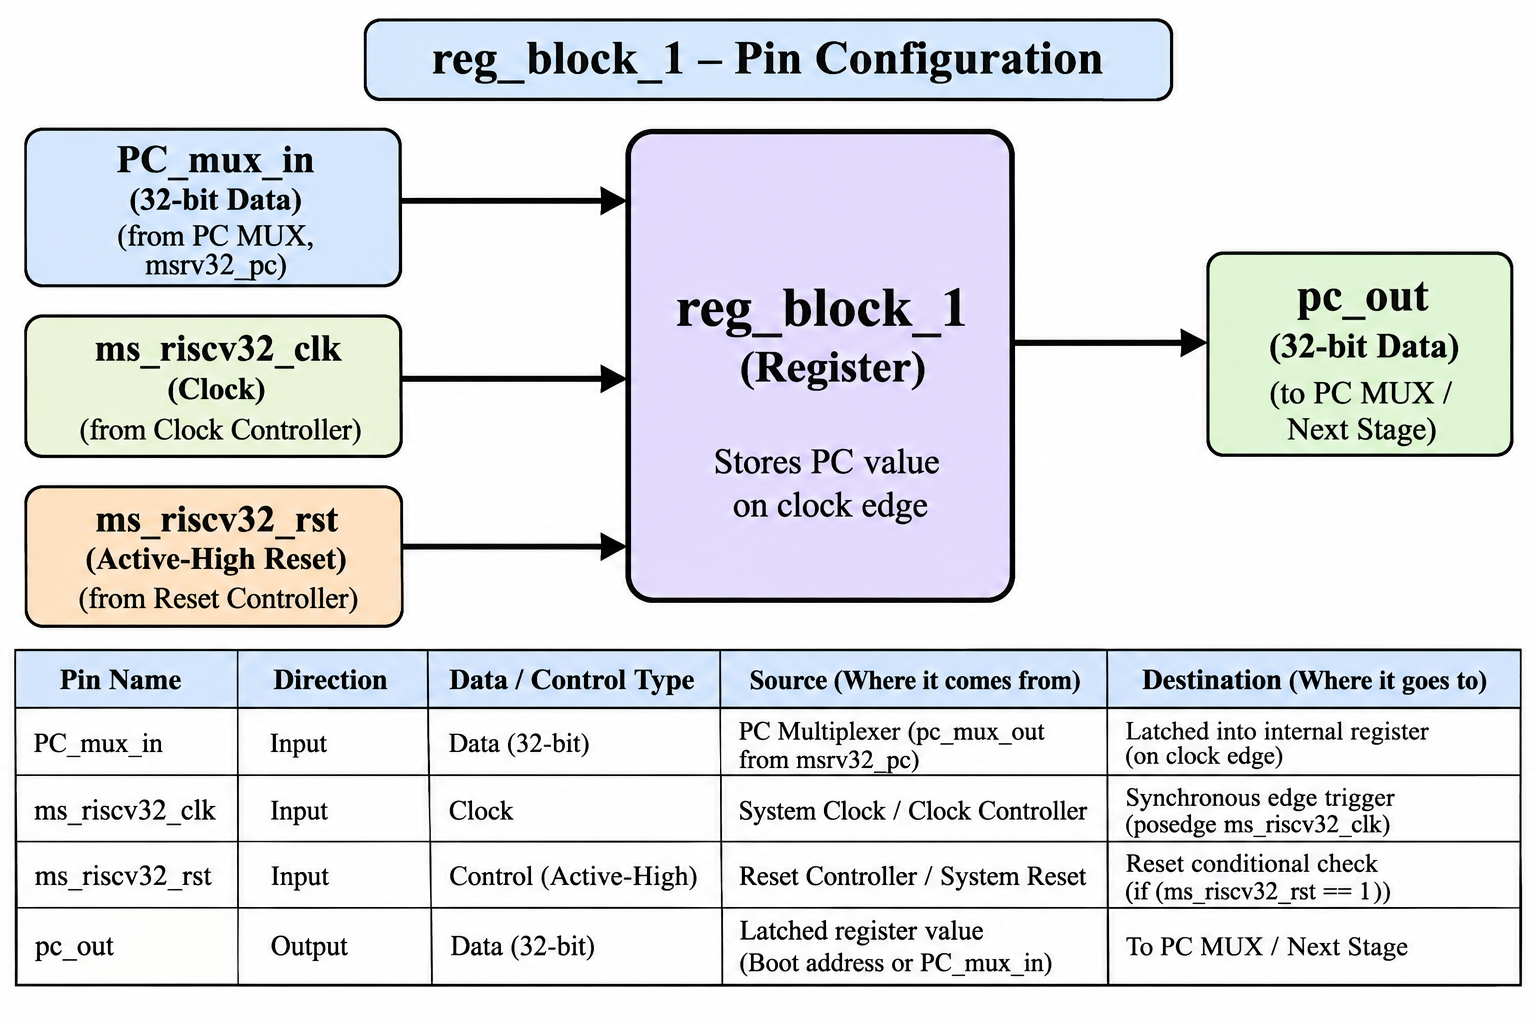 reg_block_1 – Pin Configuration
PC_mux_in
(32-bit Data)
(from PC MUX,
msrv32_pc)
ms_riscv32_clk
(Clock)
(from Clock Controller)
ms_riscv32_rst
(Active-High Reset)
(from Reset Controller)
reg_block_1
(Register)
Stores PC value
on clock edge
pc_out
(32-bit Data)
(to PC MUX /
Next Stage)
Pin Name Direction Data / Control Type Source (Where it comes from) Destination (Where it goes to)
PC_mux_in Input Data (32-bit) PC Multiplexer (pc_mux_out Latched into internal register
from msrv32_pc) (on clock edge)
ms_riscv32_clk Input Clock System Clock / Clock Controller Synchronous edge trigger
(posedge ms_riscv32_clk)
ms_riscv32_rst Input Control (Active-High) Reset Controller / System Reset Reset conditional check
(if (ms_riscv32_rst == 1))
pc_out Output Data (32-bit) Latched register value To PC MUX / Next Stage
(Boot address or PC_mux_in)